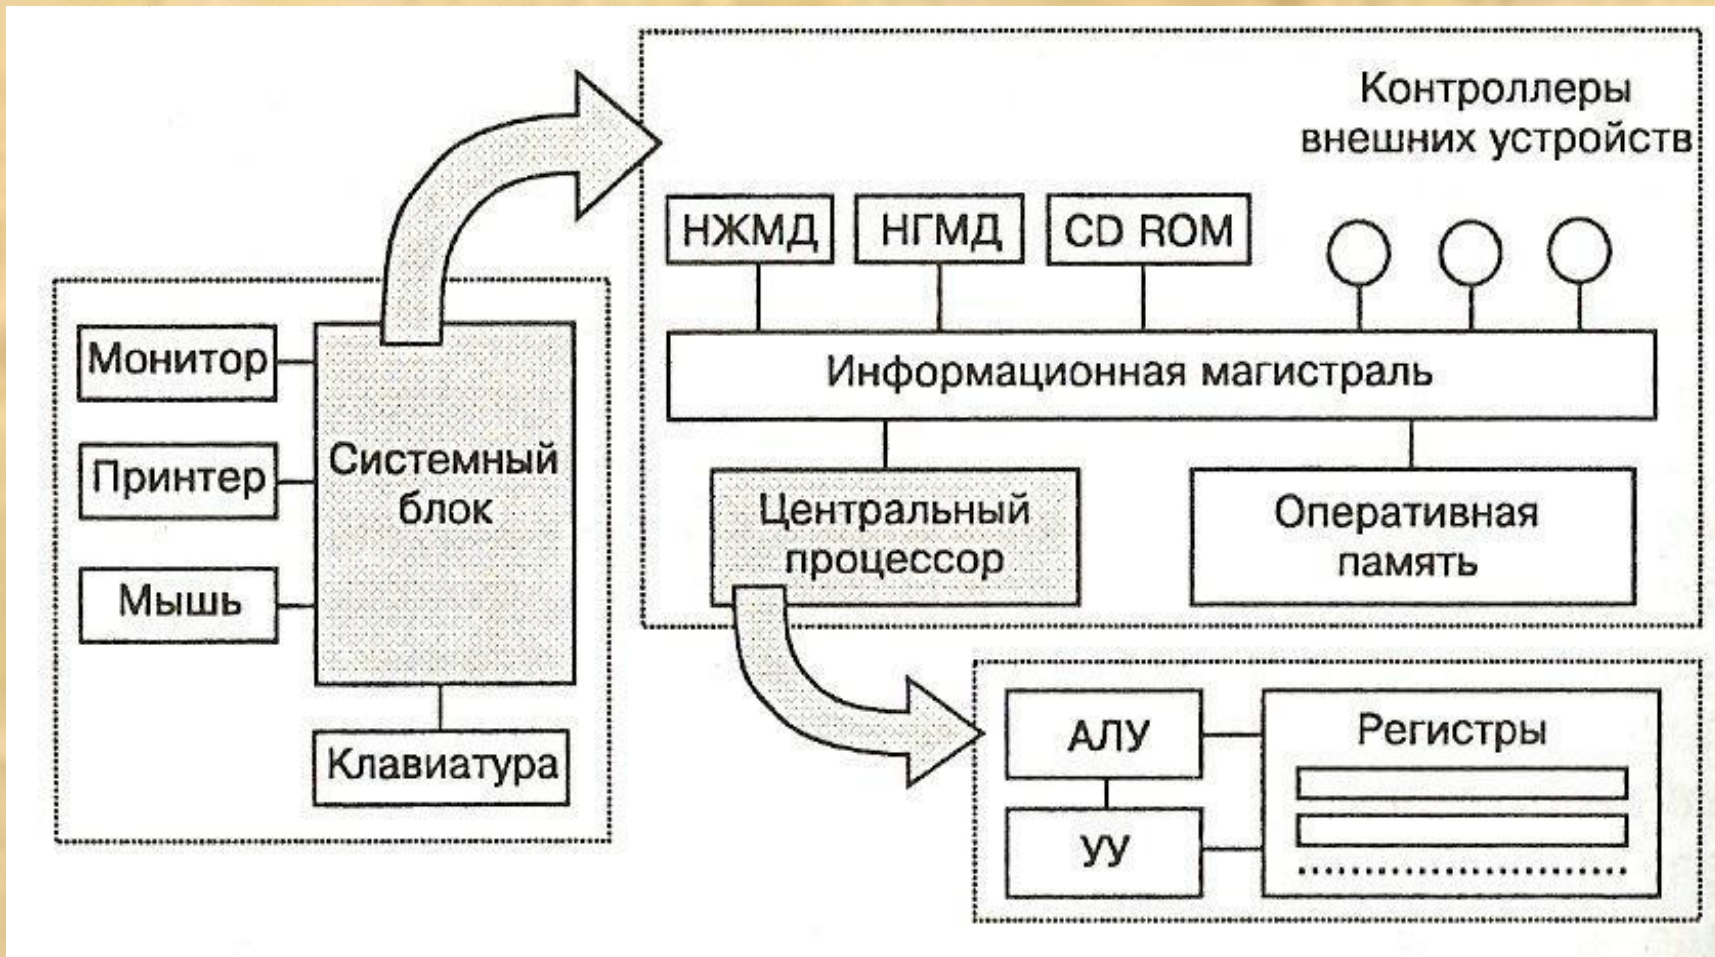 Контроллеры
внешних устройств
НЖМД
НГМД
CD ROM
Информационная магистраль
Монитор
Принтер
Мышь
Системный
блок
Клавиатура
Центральный
процессор
Оперативная
память
АЛУ
УУ
Регистры